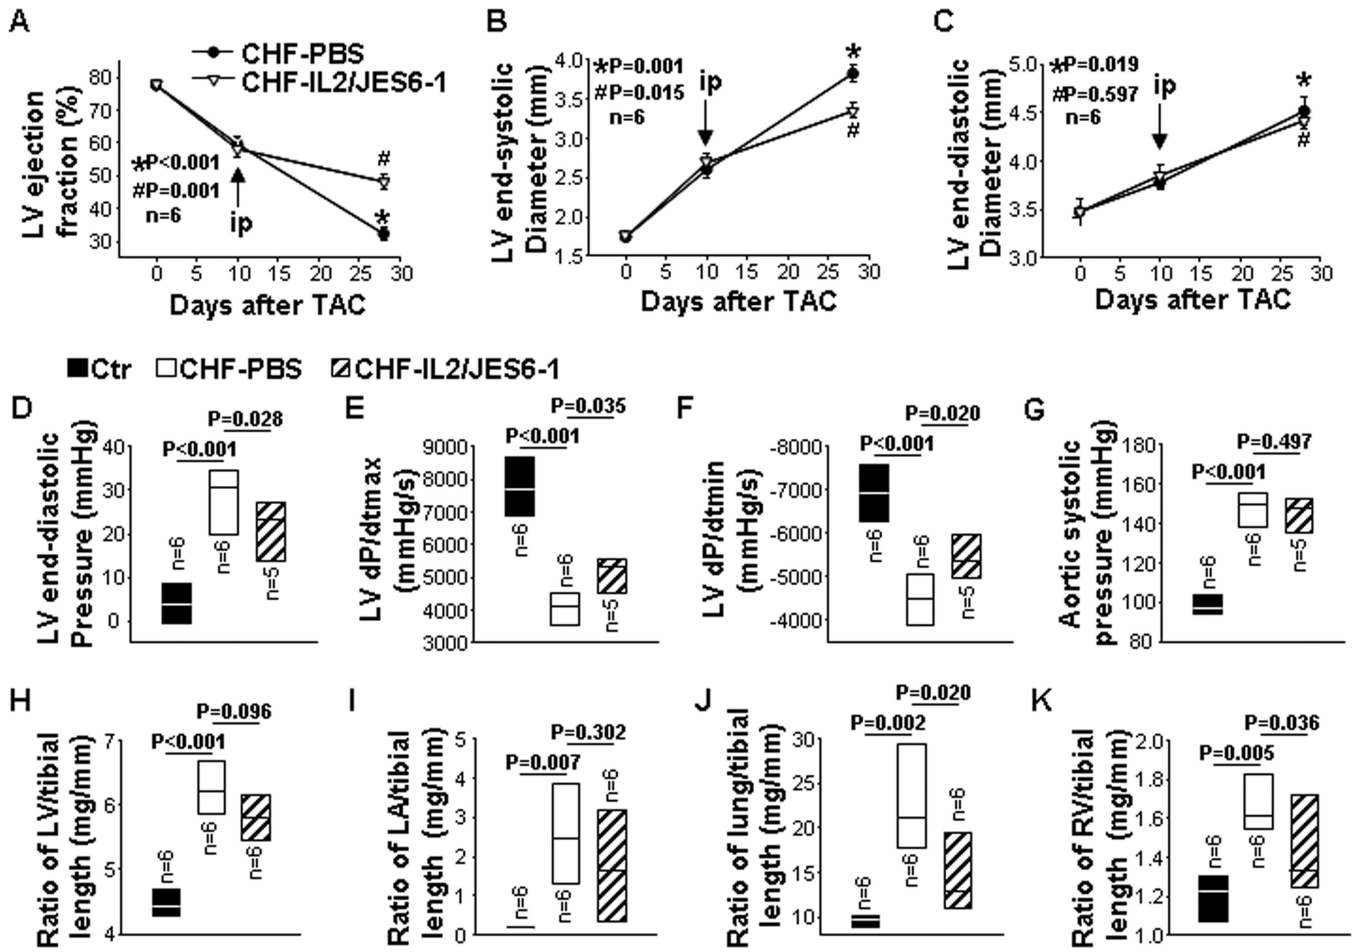 A
CHF-PBS
CHF-IL2/JES6-1
LV ejection
fraction (%)
80
70
60
50
40
30
*P<0.001
#P=0.001
n=6
ip
#
*
0 5 10 15 20 25 30
Days after TAC
B
LV end-systolic
Diameter (mm)
4.0
3.5
3.0
2.5
2.0
1.5
*P=0.001
#P=0.015
n=6
ip
*
#
0 5 10 15 20 25 30
Days after TAC
C
LV end-diastolic
Diameter (mm)
5.0
4.5
4.0
3.5
3.0
*P=0.019
#P=0.597
n=6
ip
*
#
0 5 10 15 20 25 30
Days after TAC
Ctr CHF-PBS CHF-IL2/JES6-1
D
LV end-diastolic
Pressure (mmHg)
40
30
20
10
0
P=0.028
P<0.001
n=6
n=6
n=5
E
LV dP/dtmax
(mmHg/s)
9000
8000
7000
6000
5000
4000
3000
P=0.035
P<0.001
n=6
n=6
n=5
F
LV dP/dtmin
(mmHg/s)
-8000
-7000
-6000
-5000
-4000
P=0.020
P<0.001
n=6
n=6
n=5
G
Aortic systolic
pressure (mmHg)
180
160
140
120
100
80
P=0.497
P<0.001
n=6
n=6
n=6
H
Ratio of LV/tibial
length (mg/mm)
7
6
5
4
P=0.096
P<0.001
n=6
n=6
n=6
I
Ratio of LA/tibial
length (mg/mm)
5
4
3
2
1
0
P=0.302
P=0.007
n=6
n=6
n=6
J
Ratio of lung/tibial
length (mg/mm)
30
25
20
15
10
P=0.020
P=0.002
n=6
n=6
n=6
K
Ratio of RV/tibial
length (mg/mm)
2.0
1.8
1.6
1.4
1.2
1.0
P=0.036
P=0.005
n=6
n=6
n=6